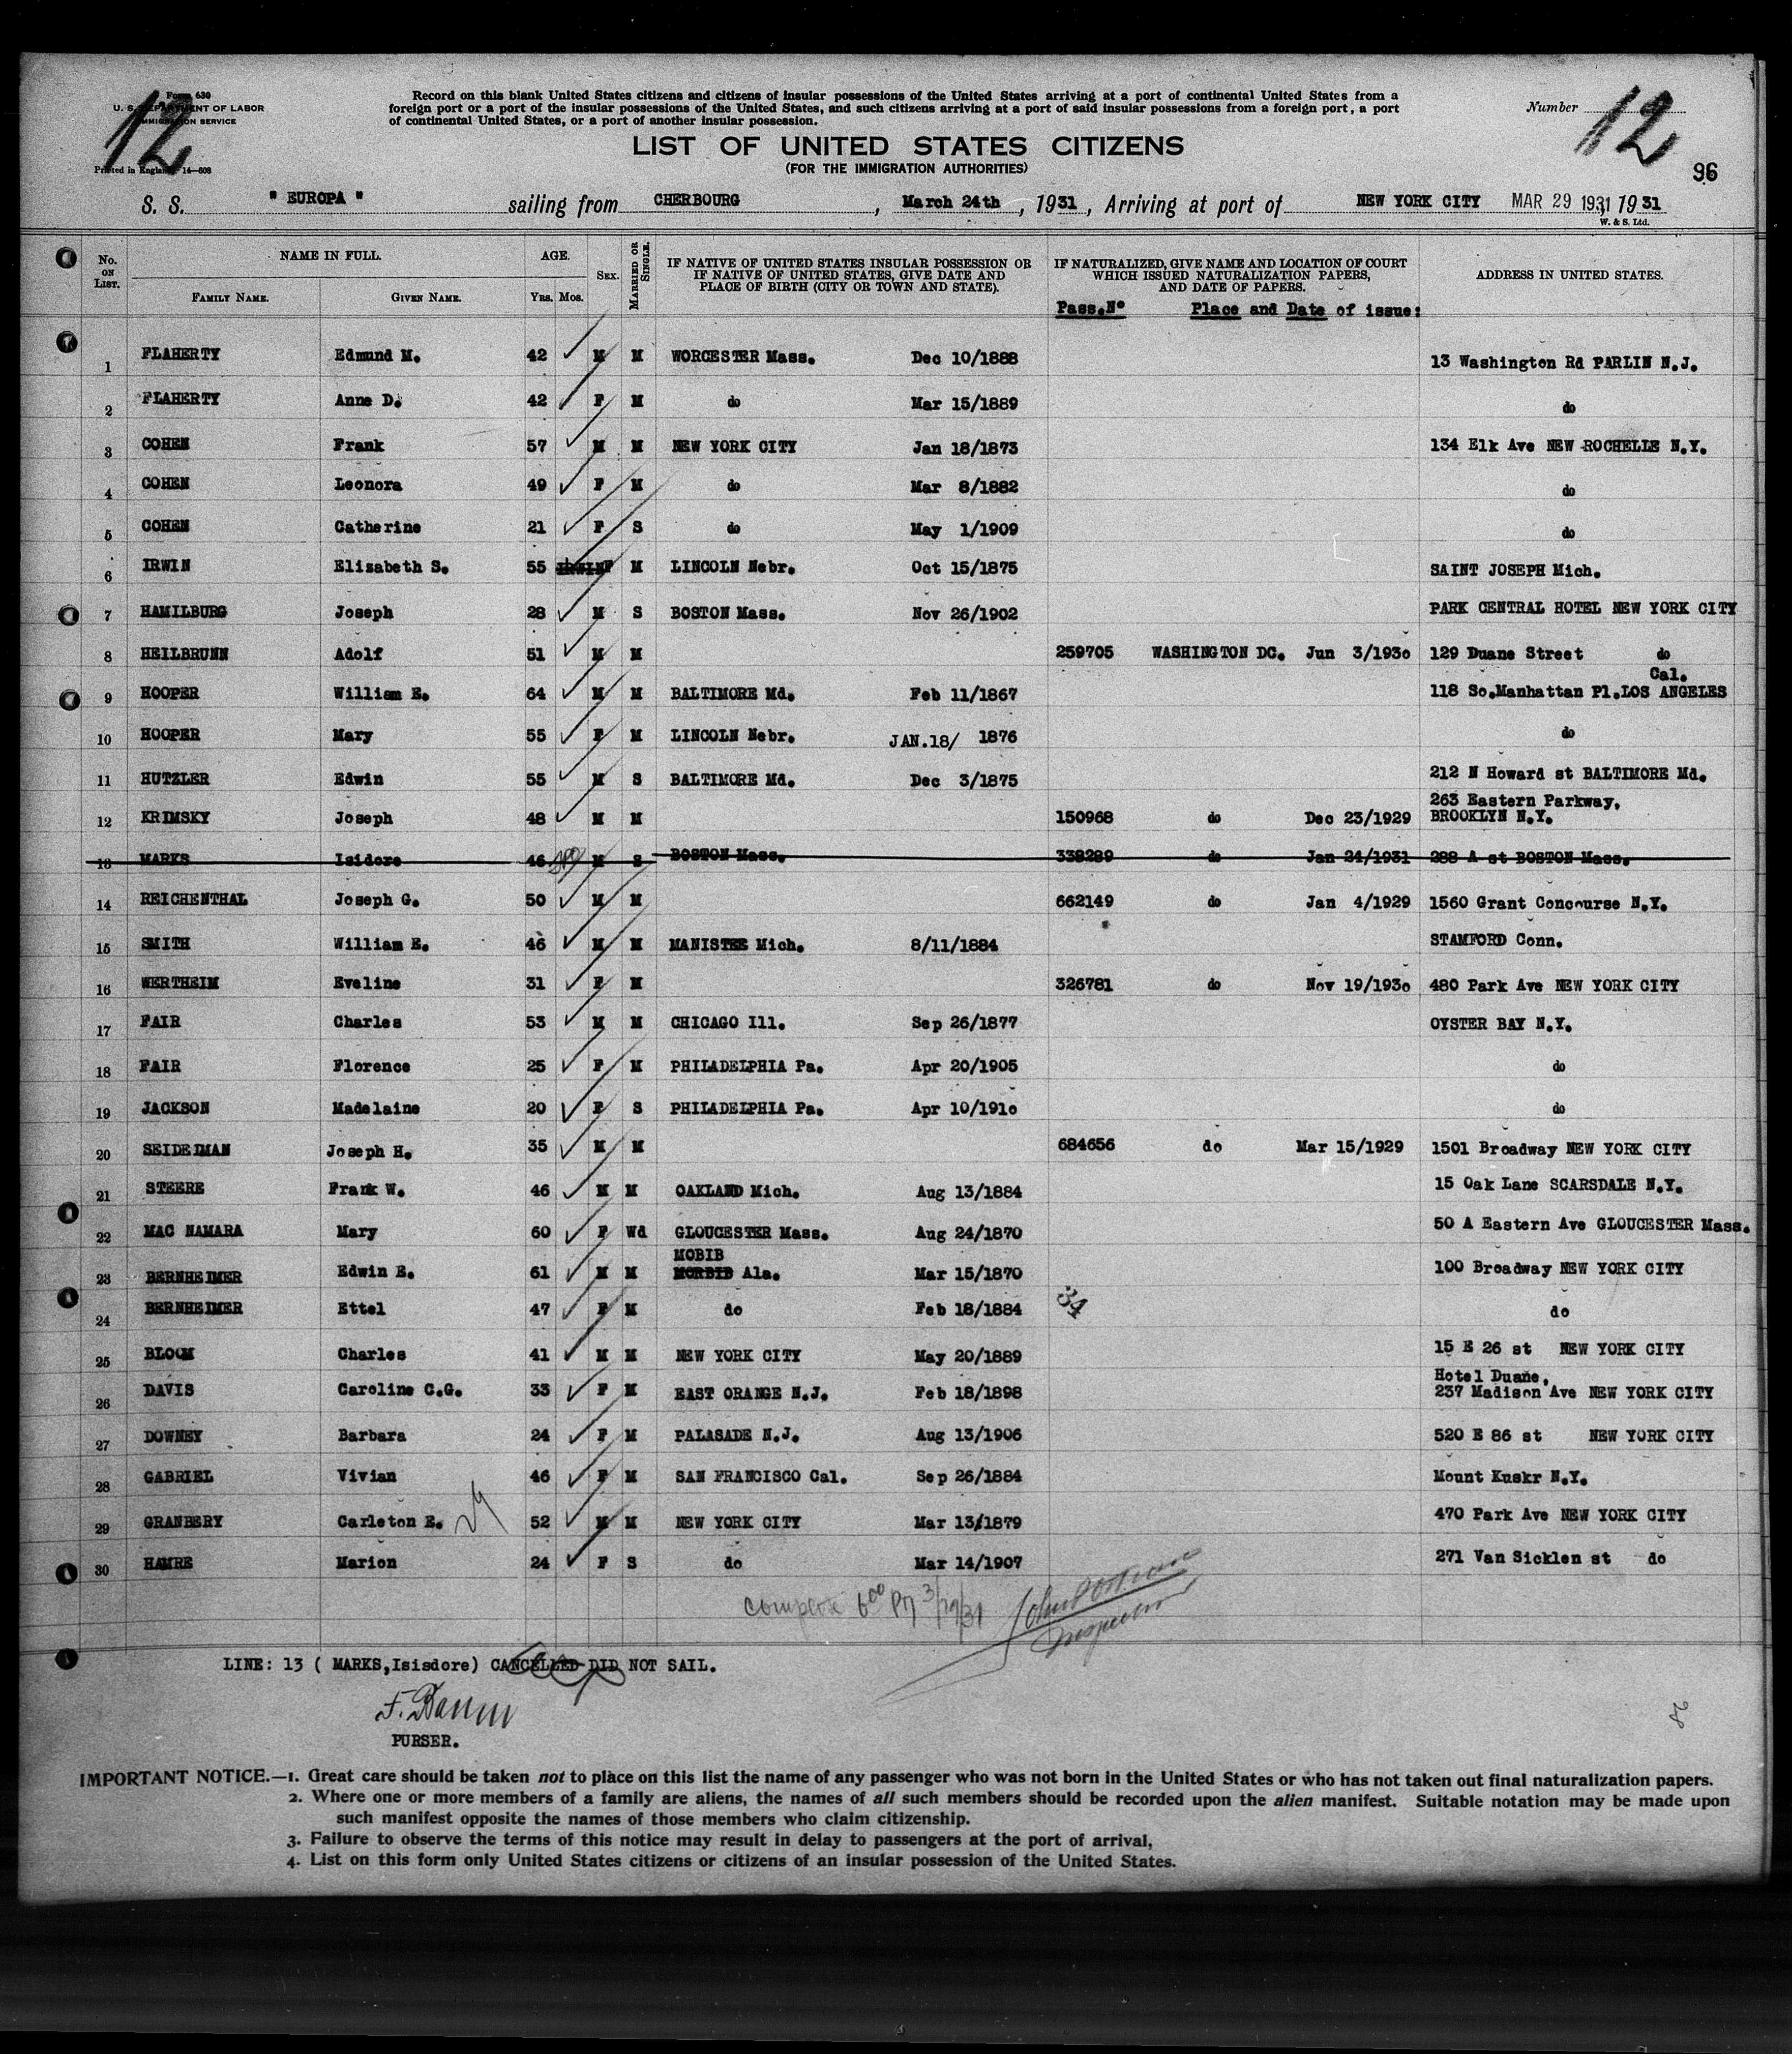 12
Form 630
U. S. DEPARTMENT OF LABOR
IMMIGRATION SERVICE
Printed in England 14—608
Record on this blank United States citizens and citizens of insular possessions of the United States arriving at a port of continental United States from a
foreign port or a port of the insular possessions of the United States, and such citizens arriving at a port of said insular possessions from a foreign port, a port
of continental United States, or a port of another insular possession.
Number 12
LIST OF UNITED STATES CITIZENS
(FOR THE IMMIGRATION AUTHORITIES)
96
S. S. " EUROPA " sailing from CHERBOURG, March 24th, 1931, Arriving at port of NEW YORK CITY MAR 29 1931, 1931
W. & S. Ltd.
No. ON LIST. NAME IN FULL. FAMILY NAME. GIVEN NAME. AGE. YRS. MOS. SEX. MARRIED OR SINGLE. IF NATIVE OF UNITED STATES INSULAR POSSESSION OR IF NATIVE OF UNITED STATES, GIVE DATE AND PLACE OF BIRTH (CITY OR TOWN AND STATE). IF NATURALIZED, GIVE NAME AND LOCATION OF COURT WHICH ISSUED NATURALIZATION PAPERS, AND DATE OF PAPERS. ADDRESS IN UNITED STATES.
Pass.N° Place and Date of issue:
1 FLAHERTY Edmund M. 42 M M WORCESTER Mass. Dec 10/1888 13 Washington Rd PARLIN N.J.
2 FLAHERTY Anne D. 42 F M do Mar 15/1889 do
3 COHEN Frank 57 M M NEW YORK CITY Jan 18/1873 134 Elk Ave NEW ROCHELLE N.Y.
4 COHEN Leonora 49 F M do Mar 8/1882 do
5 COHEN Catherine 21 F S do May 1/1909 do
6 IRWIN Elizabeth S. 55 IRWIN F M LINCOLN Nebr. Oct 15/1875 SAINT JOSEPH Mich.
7 HAMILBURG Joseph 28 M S BOSTON Mass. Nov 26/1902 PARK CENTRAL HOTEL NEW YORK CITY
8 HEILBRUNN Adolf 51 M M 259705 WASHINGTON DC. Jun 3/1930 129 Duane Street do
9 HOOPER William E. 64 M M BALTIMORE Md. Feb 11/1867 118 So.Manhattan Pl.LOS ANGELES Cal.
10 HOOPER Mary 55 F M LINCOLN Nebr. JAN.18/ 1876 do
11 HUTZLER Edwin 55 M S BALTIMORE Md. Dec 3/1875 212 N Howard st BALTIMORE Md.
12 KRIMSKY Joseph 48 M M 150968 do Dec 23/1929 263 Eastern Parkway, BROOKLYN N.Y.
13 MARKS Isidore 46 M S BOSTON Mass. 338289 do Jan 24/1931 288 A st BOSTON Mass.
14 REICHENTHAL Joseph G. 50 M M 662149 do Jan 4/1929 1560 Grant Concourse N.Y.
15 SMITH William E. 46 M M MANISTEE Mich. 8/11/1884 STAMFORD Conn.
16 WERTHEIM Eveline 31 F M 326781 do Nov 19/1930 480 Park Ave NEW YORK CITY
17 FAIR Charles 53 M M CHICAGO Ill. Sep 26/1877 OYSTER BAY N.Y.
18 FAIR Florence 25 F M PHILADELPHIA Pa. Apr 20/1905 do
19 JACKSON Madelaine 20 F S PHILADELPHIA Pa. Apr 10/1910 do
20 SEIDEIMAN Joseph H. 35 M M 684656 do Mar 15/1929 1501 Broadway NEW YORK CITY
21 STEERE Frank W. 46 M M OAKLAND Mich. Aug 13/1884 15 Oak Lane SCARSDALE N.Y.
22 MAC NAMARA Mary 60 F Wd GLOUCESTER Mass. Aug 24/1870 50 A Eastern Ave GLOUCESTER Mass.
23 BERNHEIMER Edwin E. 61 M M MOBIB MORBID Ala. Mar 15/1870 100 Broadway NEW YORK CITY
24 BERNHEIMER Ettel 47 F M do Feb 18/1884 34 do
25 BLOOM Charles 41 M M NEW YORK CITY May 20/1889 15 E 26 st NEW YORK CITY
26 DAVIS Caroline C.G. 33 F M EAST ORANGE N.J. Feb 18/1898 Hotel Duane, 237 Madison Ave NEW YORK CITY
27 DOWNEY Barbara 24 F M PALASADE N.J. Aug 13/1906 520 E 86 st NEW YORK CITY
28 GABRIEL Vivian 46 F M SAN FRANCISCO Cal. Sep 26/1884 Mount Kuskr N.Y.
29 GRANBERY Carleton E. 29 52 M M NEW YORK CITY Mar 13/1879 470 Park Ave NEW YORK CITY
30 HAMRE Marion 24 F S do Mar 14/1907 271 Van Sicklen st do
Complete 600 PM 3/29/31
Inspector
LINE: 13 ( MARKS,Isisdore) CANCELLED DID NOT SAIL.
PURSER.
IMPORTANT NOTICE.—1. Great care should be taken not to place on this list the name of any passenger who was not born in the United States or who has not taken out final naturalization papers.
2. Where one or more members of a family are aliens, the names of all such members should be recorded upon the alien manifest. Suitable notation may be made upon
such manifest opposite the names of those members who claim citizenship.
3. Failure to observe the terms of this notice may result in delay to passengers at the port of arrival,
4. List on this form only United States citizens or citizens of an insular possession of the United States.